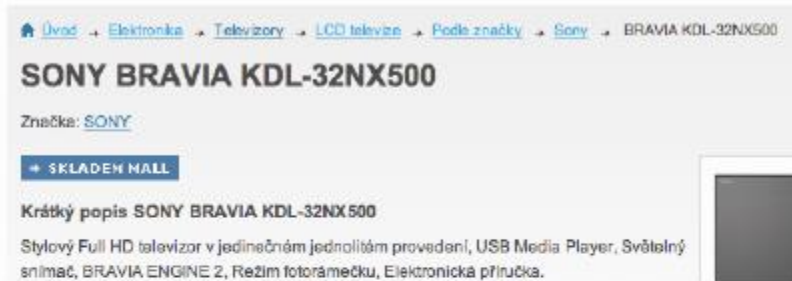 Úvod → Elektronika → Televizory → LCD televize → Podle značky → Sony → BRAVIA KDL-32NX500
SONY BRAVIA KDL-32NX500
Značka: SONY
→ SKLADEM MALL
Krátký popis SONY BRAVIA KDL-32NX500
Stylový Full HD televizor v jedinečném jednolitém provedení, USB Media Player, Světelný
snímač, BRAVIA ENGINE 2, Režim fotorámečku, Elektronická příručka.